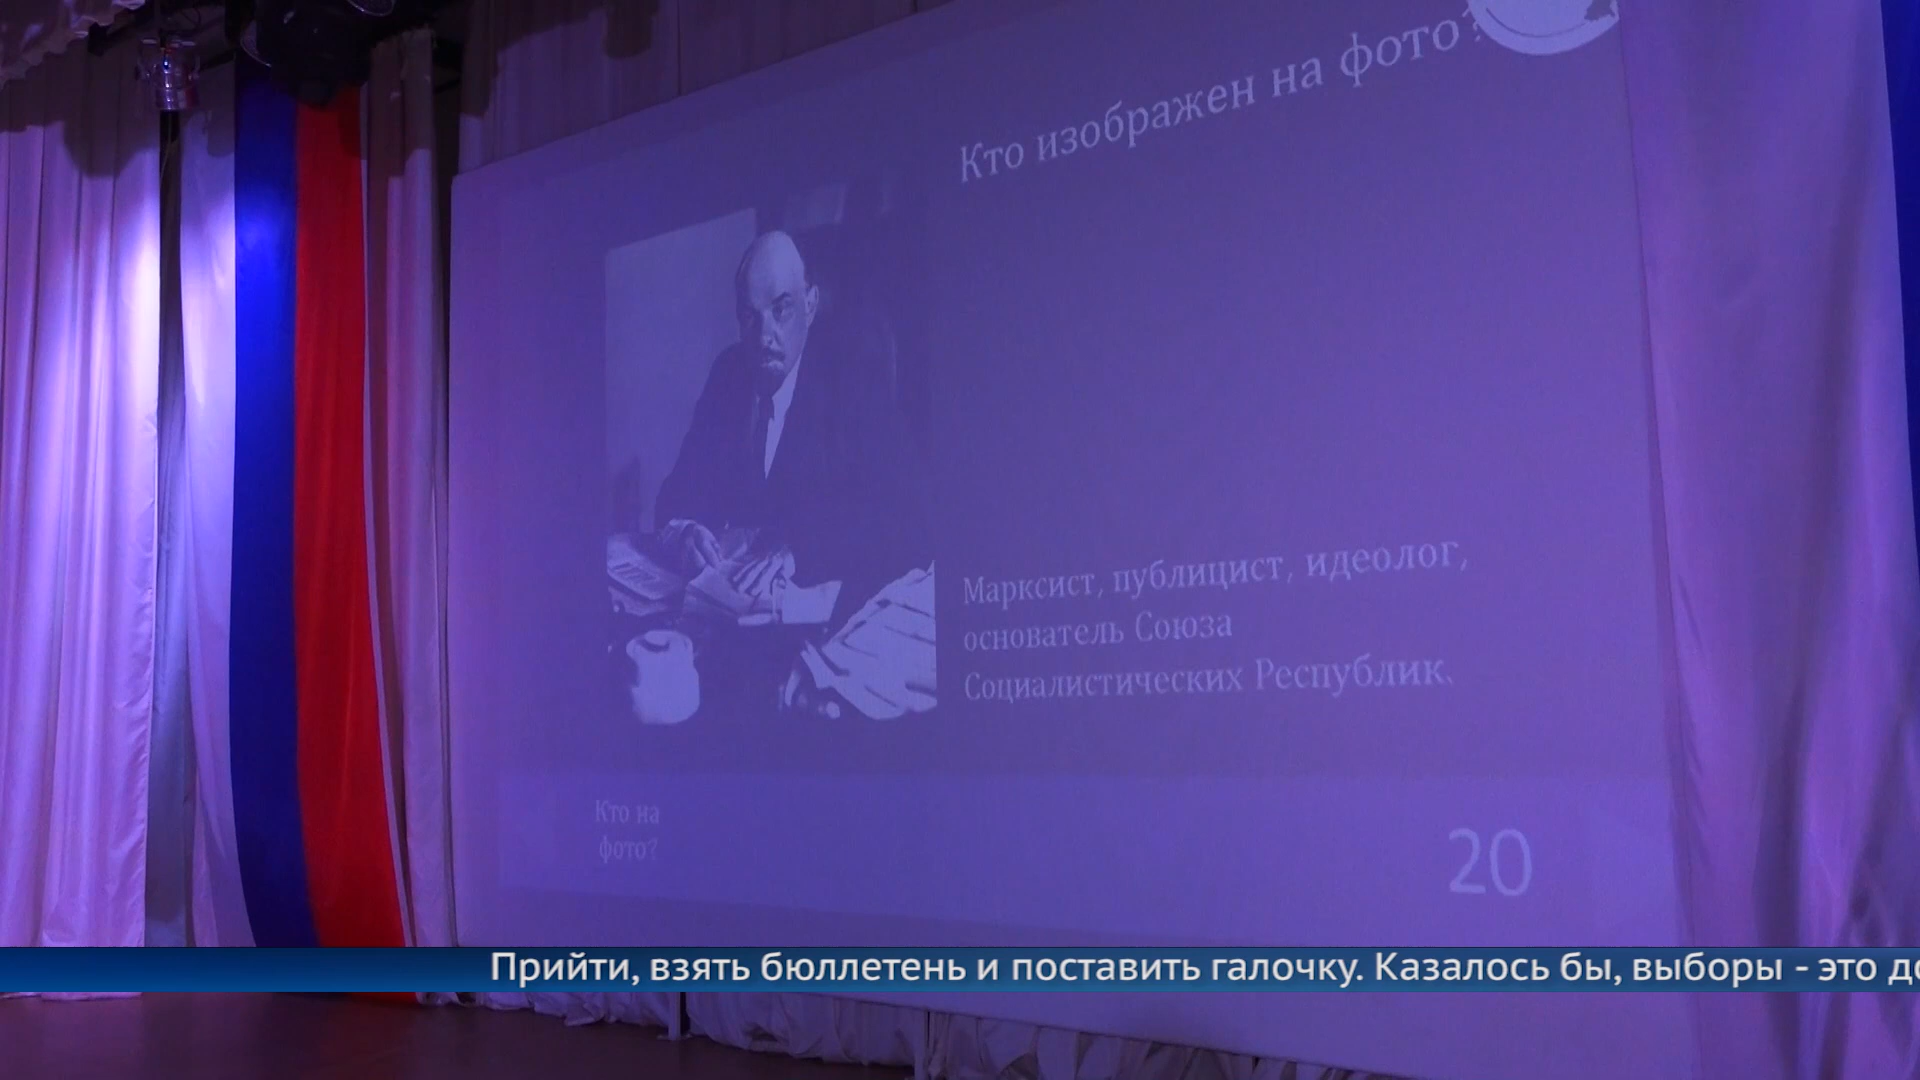 Кто изображен на фото?
Марксист, публицист, идеолог,
основатель Союза
Социалистических Республик.
Кто на
фото?
20
Прийти, взять бюллетень и поставить галочку. Казалось бы, выборы - это до